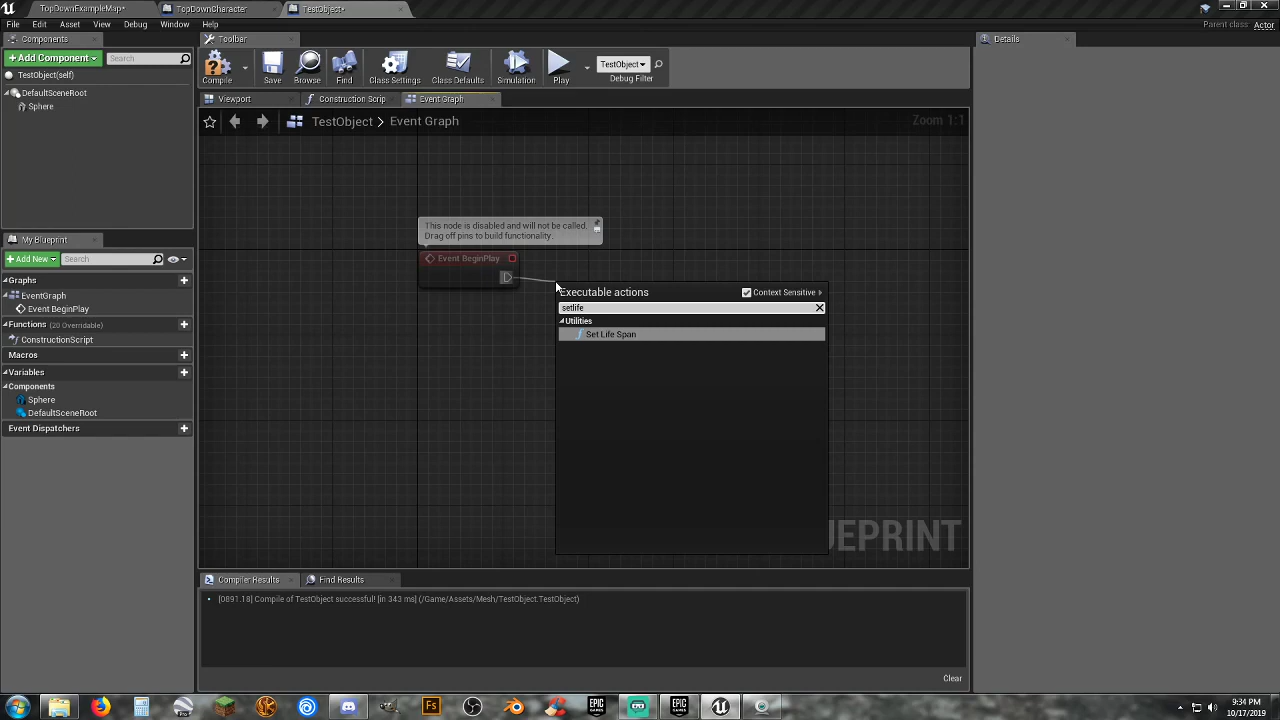 TopDownExampleMap*
TopDownCharacter
TestObject*
File
Edit
Asset
View
Debug
Window
Help
Parent class: Actor
Components
+ Add Component
Search
TestObject(self)
DefaultSceneRoot
Sphere
Toolbar
Compile
Save
Browse
Find
Class Settings
Class Defaults
Simulation
Play
TestObject
Debug Filter
Details
Viewport
Construction Scrip
Event Graph
TestObject > Event Graph
Zoom 1:1
My Blueprint
+ Add New
Search
Graphs
EventGraph
Event BeginPlay
Functions (20 Overridable)
ConstructionScript
Macros
Variables
Components
Sphere
DefaultSceneRoot
Event Dispatchers
This node is disabled and will not be called.
Drag off pins to build functionality.
Event BeginPlay
Executable actions
Context Sensitive
setlife
Utilities
Set Life Span
UEPRINT
Compiler Results
Find Results
[0891.18] Compile of TestObject successful! [in 343 ms] (/Game/Assets/Mesh/TestObject.TestObject)
Clear
Fs
EPIC GAMES
EPIC GAMES
9:34 PM
10/17/2019